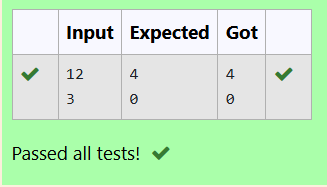 Input Expected Got
12 4 4
3 0 0
Passed all tests!